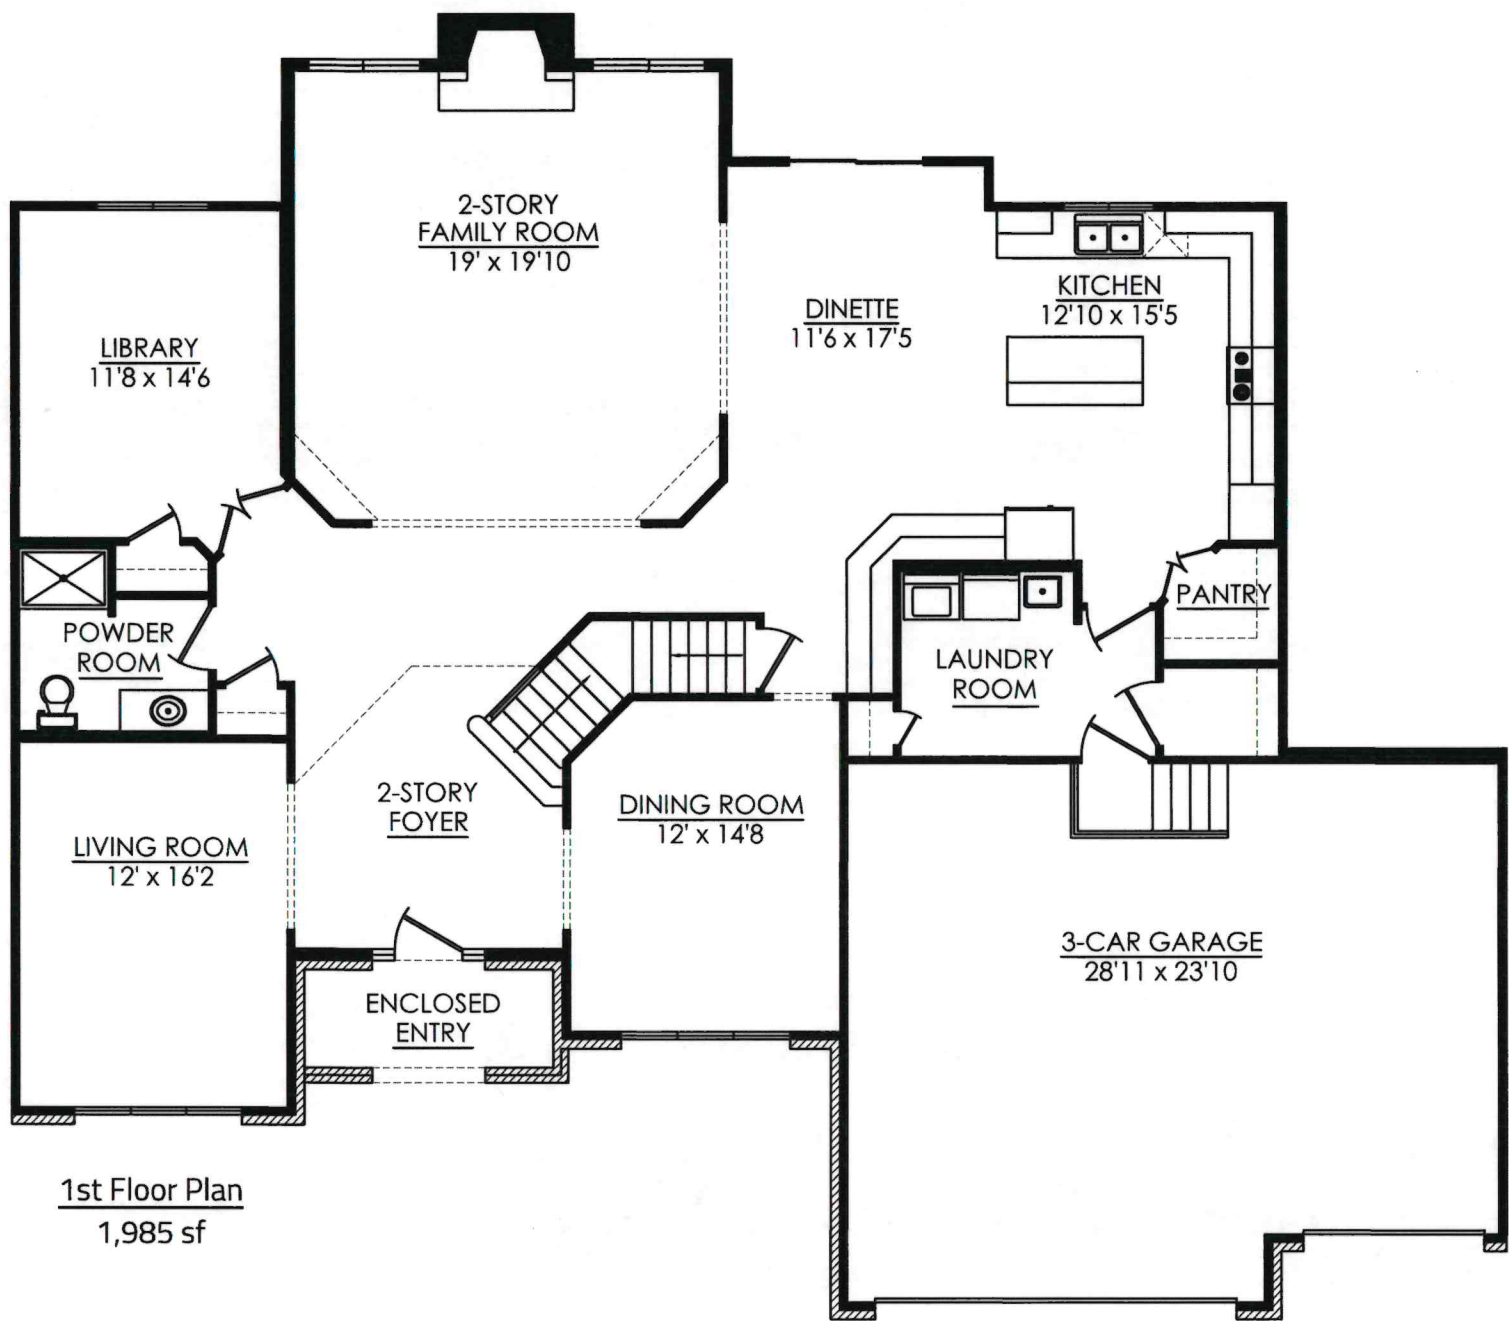 2-STORY
FAMILY ROOM
19' x 19'10
LIBRARY
11'8 x 14'6
DINETTE
11'6 x 17'5
KITCHEN
12'10 x 15'5
PANTRY
POWDER
ROOM
LAUNDRY
ROOM
2-STORY
FOYER
DINING ROOM
12' x 14'8
LIVING ROOM
12' x 16'2
3-CAR GARAGE
28'11 x 23'10
ENCLOSED
ENTRY
1st Floor Plan
1,985 sf